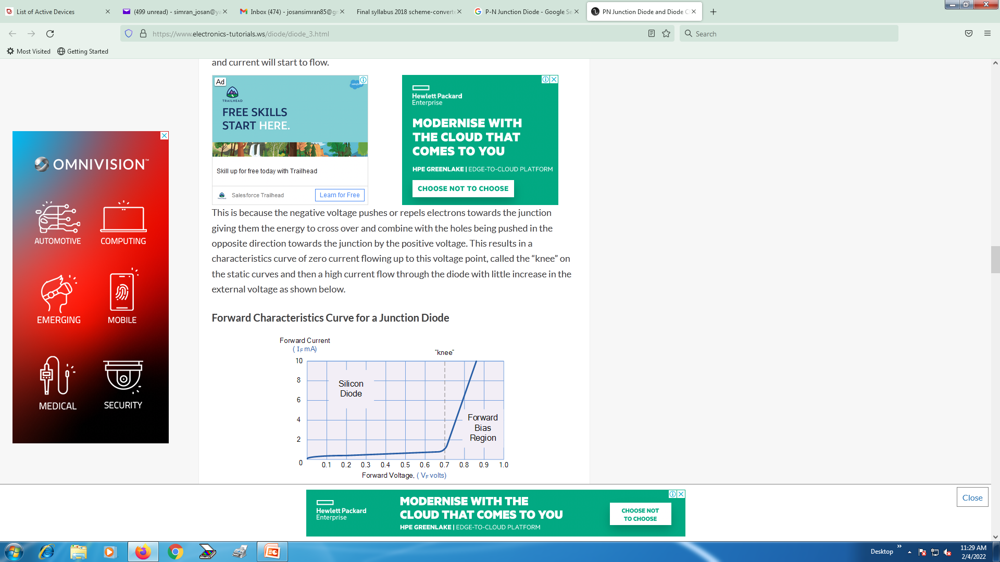 List of Active Devices
(499 unread) - simran_josan@y
Inbox (474) - josansimran85@g
Final syllabus 2018 scheme-convert
P-N Junction Diode - Google Se
PN Junction Diode and Diode C
https://www.electronics-tutorials.ws/diode/diode_3.html
Search
Most Visited
Getting Started
and current will start to flow.
Ad
salesforce
TRAILHEAD
FREE SKILLS
START HERE.
Skill up for free today with Trailhead
Salesforce Trailhead
Learn for Free
Hewlett Packard
Enterprise
MODERNISE WITH
THE CLOUD THAT
COMES TO YOU
HPE GREENLAKE | EDGE-TO-CLOUD PLATFORM
CHOOSE NOT TO CHOOSE
OMNIVISION™
AUTOMOTIVE
COMPUTING
EMERGING
MOBILE
MEDICAL
SECURITY
This is because the negative voltage pushes or repels electrons towards the junction
giving them the energy to cross over and combine with the holes being pushed in the
opposite direction towards the junction by the positive voltage. This results in a
characteristics curve of zero current flowing up to this voltage point, called the “knee” on
the static curves and then a high current flow through the diode with little increase in the
external voltage as shown below.
Forward Characteristics Curve for a Junction Diode
Forward Current
( IF mA)
"knee"
10
8
6
4
2
0
Silicon
Diode
Forward
Bias
Region
0.1 0.2 0.3 0.4 0.5 0.6 0.7 0.8 0.9 1.0
Forward Voltage, ( VF volts)
Hewlett Packard
Enterprise
MODERNISE WITH THE
CLOUD THAT COMES TO YOU
HPE GREENLAKE | EDGE-TO-CLOUD PLATFORM
CHOOSE NOT
TO CHOOSE
Close
Desktop
11:29 AM
2/4/2022